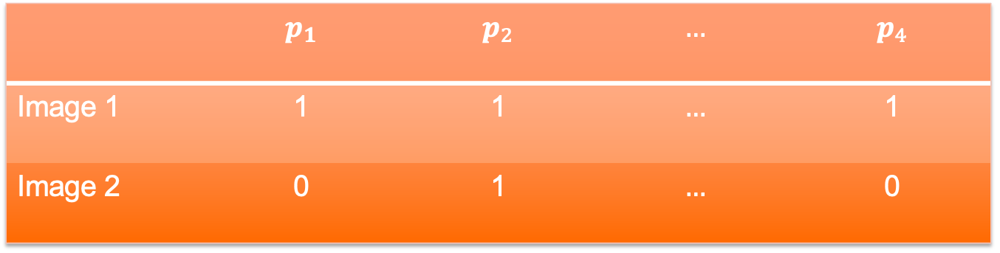 p₁ p₂ ... p₄
Image 1 1 1 ... 1
Image 2 0 1 ... 0